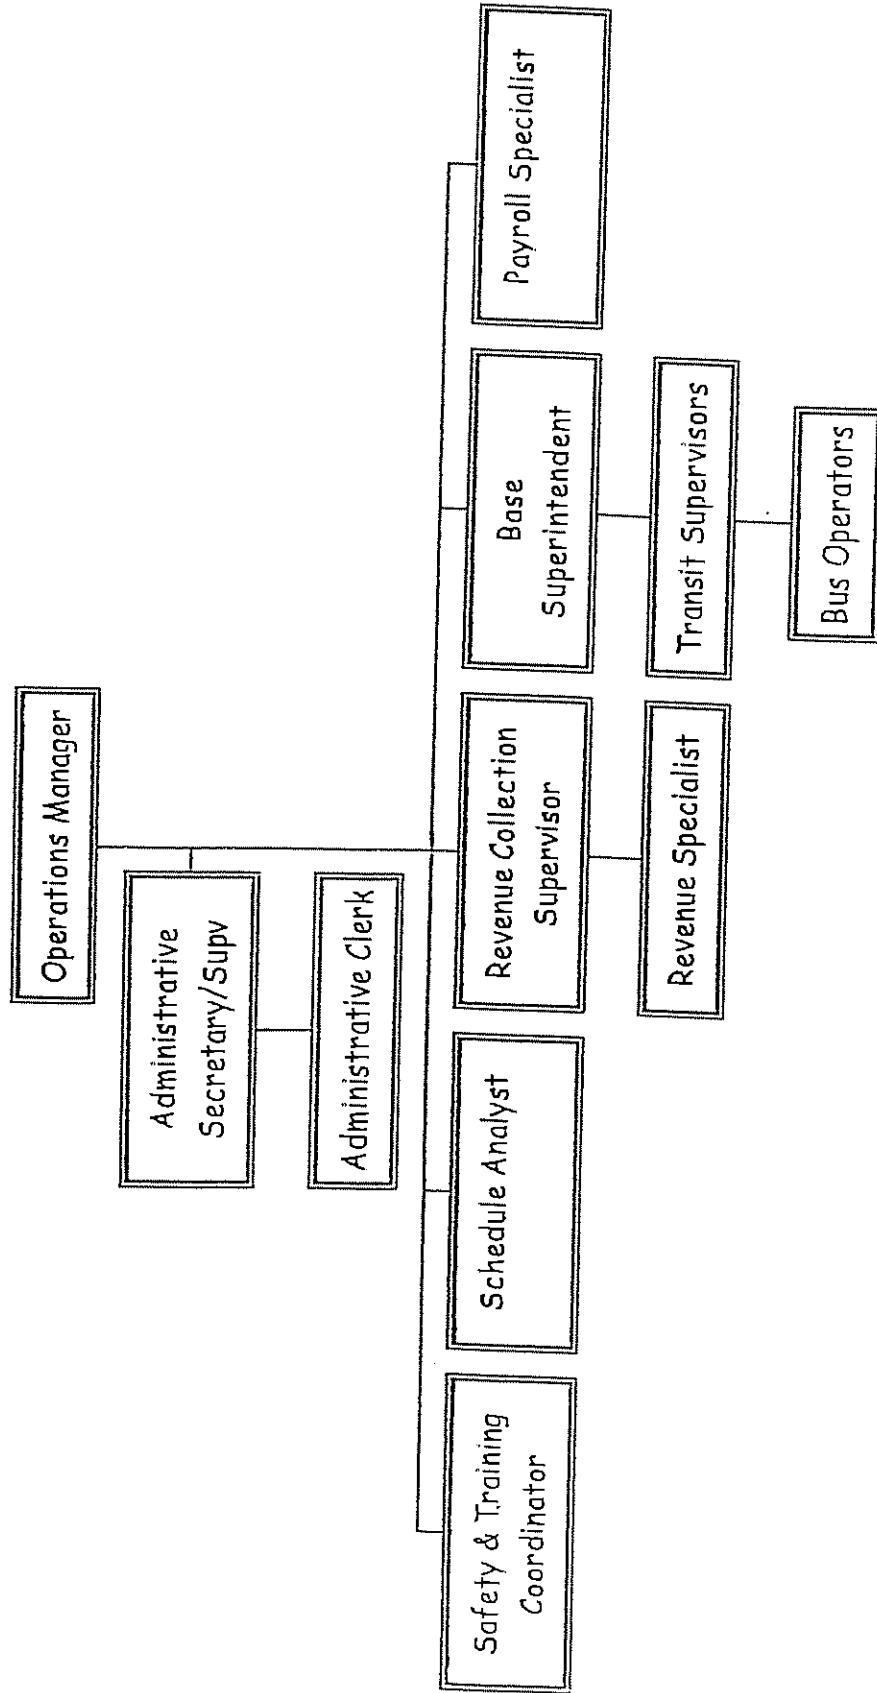 Operations Manager
Administrative
Secretary/Supv
Administrative Clerk
Safety & Training
Coordinator
Schedule Analyst
Revenue Collection
Supervisor
Base
Superintendent
Payroll Specialist
Revenue Specialist
Transit Supervisors
Bus Operators